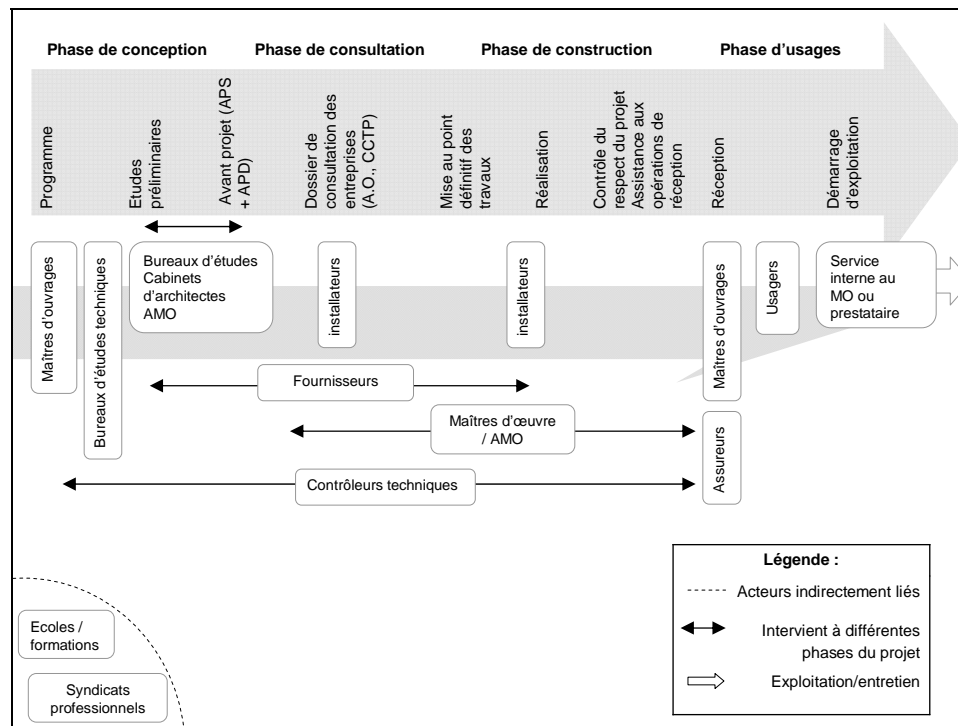 Phase de conception
Phase de consultation
Phase de construction
Phase d'usages
Programme
Etudes
préliminaires
Avant projet (APS
+ APD)
Dossier de
consultation des
entreprises
(A.O., CCTP)
Mise au point
définitif des
travaux
Réalisation
Contrôle du
respect du projet
Assistance aux
opérations de
réception
Réception
Démarrage
d'exploitation
Maîtres d'ouvrages
Bureaux d'études techniques
Bureaux d'études
Cabinets
d'architectes
AMO
installateurs
installateurs
Maîtres d'ouvrages
Usagers
Service
interne au
MO ou
prestataire
Fournisseurs
Maîtres d'œuvre
/ AMO
Contrôleurs techniques
Assureurs
Ecoles /
formations
Syndicats
professionnels
Légende :
Acteurs indirectement liés
Intervient à différentes
phases du projet
Exploitation/entretien